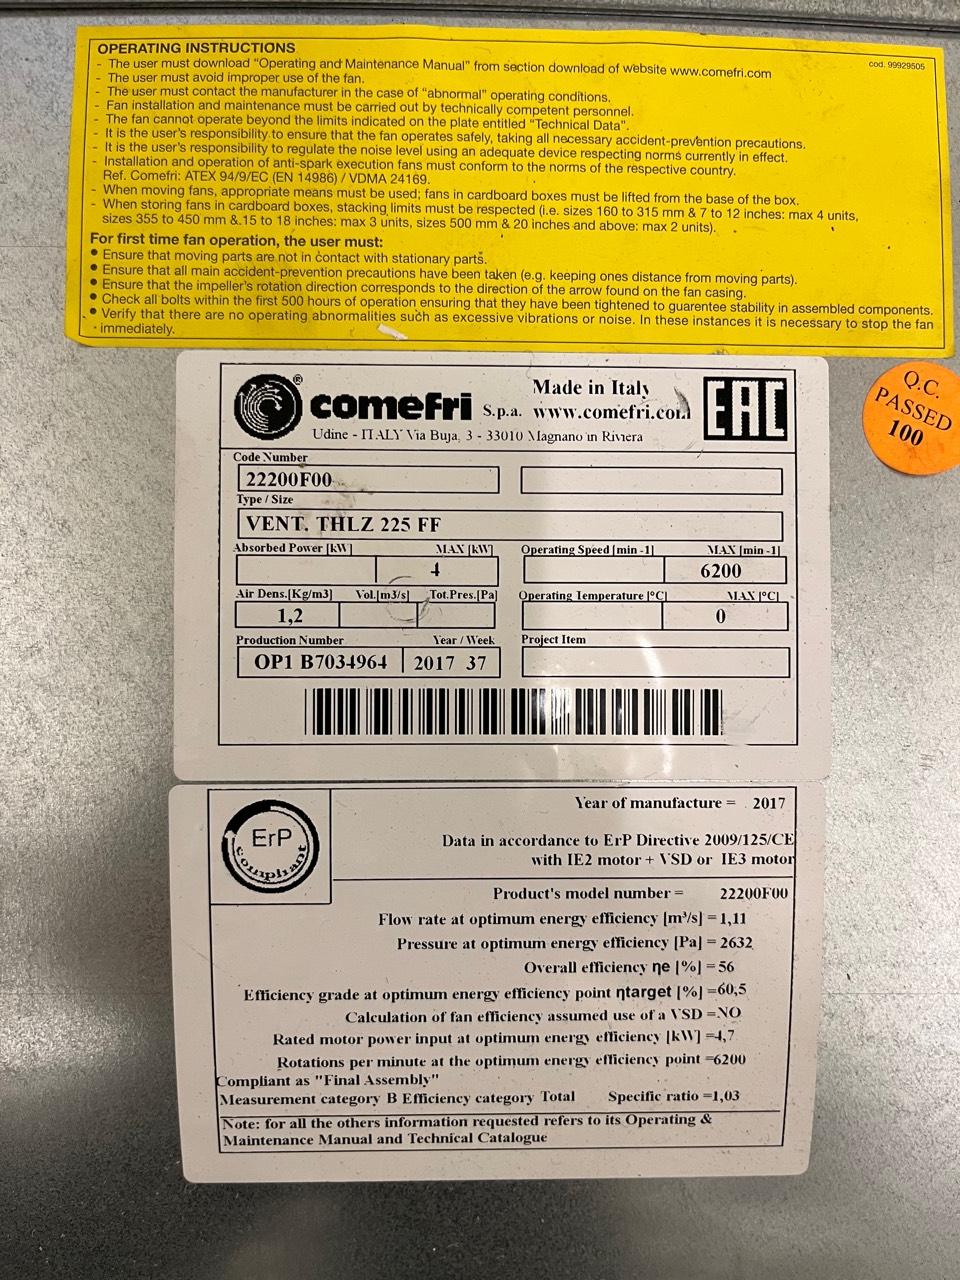 OPERATING INSTRUCTIONS
cod. 99929505
- The user must download "Operating and Maintenance Manual" from section download of website www.comefri.com
- The user must avoid improper use of the fan.
- The user must contact the manufacturer in the case of "abnormal" operating conditions.
- Fan installation and maintenance must be carried out by technically competent personnel.
- The fan cannot operate beyond the limits indicated on the plate entitled "Technical Data".
- It is the user's responsibility to ensure that the fan operates safely, taking all necessary accident-prevention precautions.
- It is the user's responsibility to regulate the noise level using an adequate device respecting norms currently in effect.
- Installation and operation of anti-spark execution fans must conform to the norms of the respective country.
Ref. Comefri: ATEX 94/9/EC (EN 14986) / VDMA 24169.
- When moving fans, appropriate means must be used; fans in cardboard boxes must be lifted from the base of the box.
- When storing fans in cardboard boxes, stacking limits must be respected (i.e. sizes 160 to 315 mm & 7 to 12 inches: max 4 units,
sizes 355 to 450 mm & 15 to 18 inches: max 3 units, sizes 500 mm & 20 inches and above: max 2 units).
For first time fan operation, the user must:
• Ensure that moving parts are not in contact with stationary parts.
• Ensure that all main accident-prevention precautions have been taken (e.g. keeping ones distance from moving parts).
• Ensure that the impeller's rotation direction corresponds to the direction of the arrow found on the fan casing.
• Check all bolts within the first 500 hours of operation ensuring that they have been tightened to guarentee stability in assembled components.
• Verify that there are no operating abnormalities such as excessive vibrations or noise. In these instances it is necessary to stop the fan
immediately.
Q.C.
PASSED
100
Made in Italy
comefri ® S.p.a. www.comefri.com
EAC
Udine - ITALY Via Buja, 3 - 33010 Magnano in Riviera
Code Number
22200F00
Type / Size
VENT. THLZ 225 FF
Absorbed Power [kW] MAX [kW] Operating Speed [min -1] MAX [min -1]
4 6200
Air Dens.[Kg/m3] Vol.[m3/s] Tot.Pres.[Pa] Operating Temperature [°C] MAX [°C]
1,2 0
Production Number Year / Week Project Item
OP1 B7034964 2017 37
ErP
compliant
Year of manufacture = 2017
Data in accordance to ErP Directive 2009/125/CE
with IE2 motor + VSD or IE3 motor
Product's model number = 22200F00
Flow rate at optimum energy efficiency [m³/s] = 1,11
Pressure at optimum energy efficiency [Pa] = 2632
Overall efficiency ηe [%] = 56
Efficiency grade at optimum energy efficiency point ηtarget [%] =60,5
Calculation of fan efficiency assumed use of a VSD =NO
Rated motor power input at optimum energy efficiency [kW] =4,7
Rotations per minute at the optimum energy efficiency point =6200
Compliant as "Final Assembly"
Measurement category B Efficiency category Total Specific ratio =1,03
Note: for all the others information requested refers to its Operating &
Maintenance Manual and Technical Catalogue